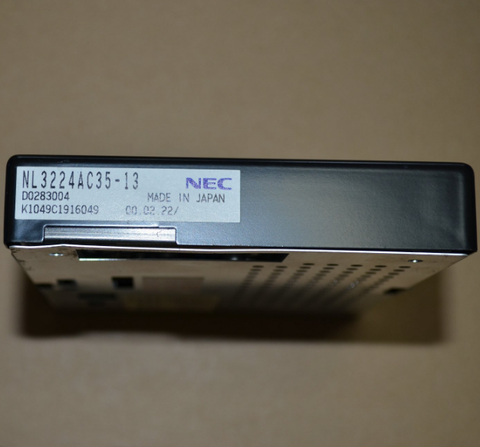 NL3224AC35-13
NEC
D0283004 MADE IN JAPAN
K1049C1916049 00.02.22/